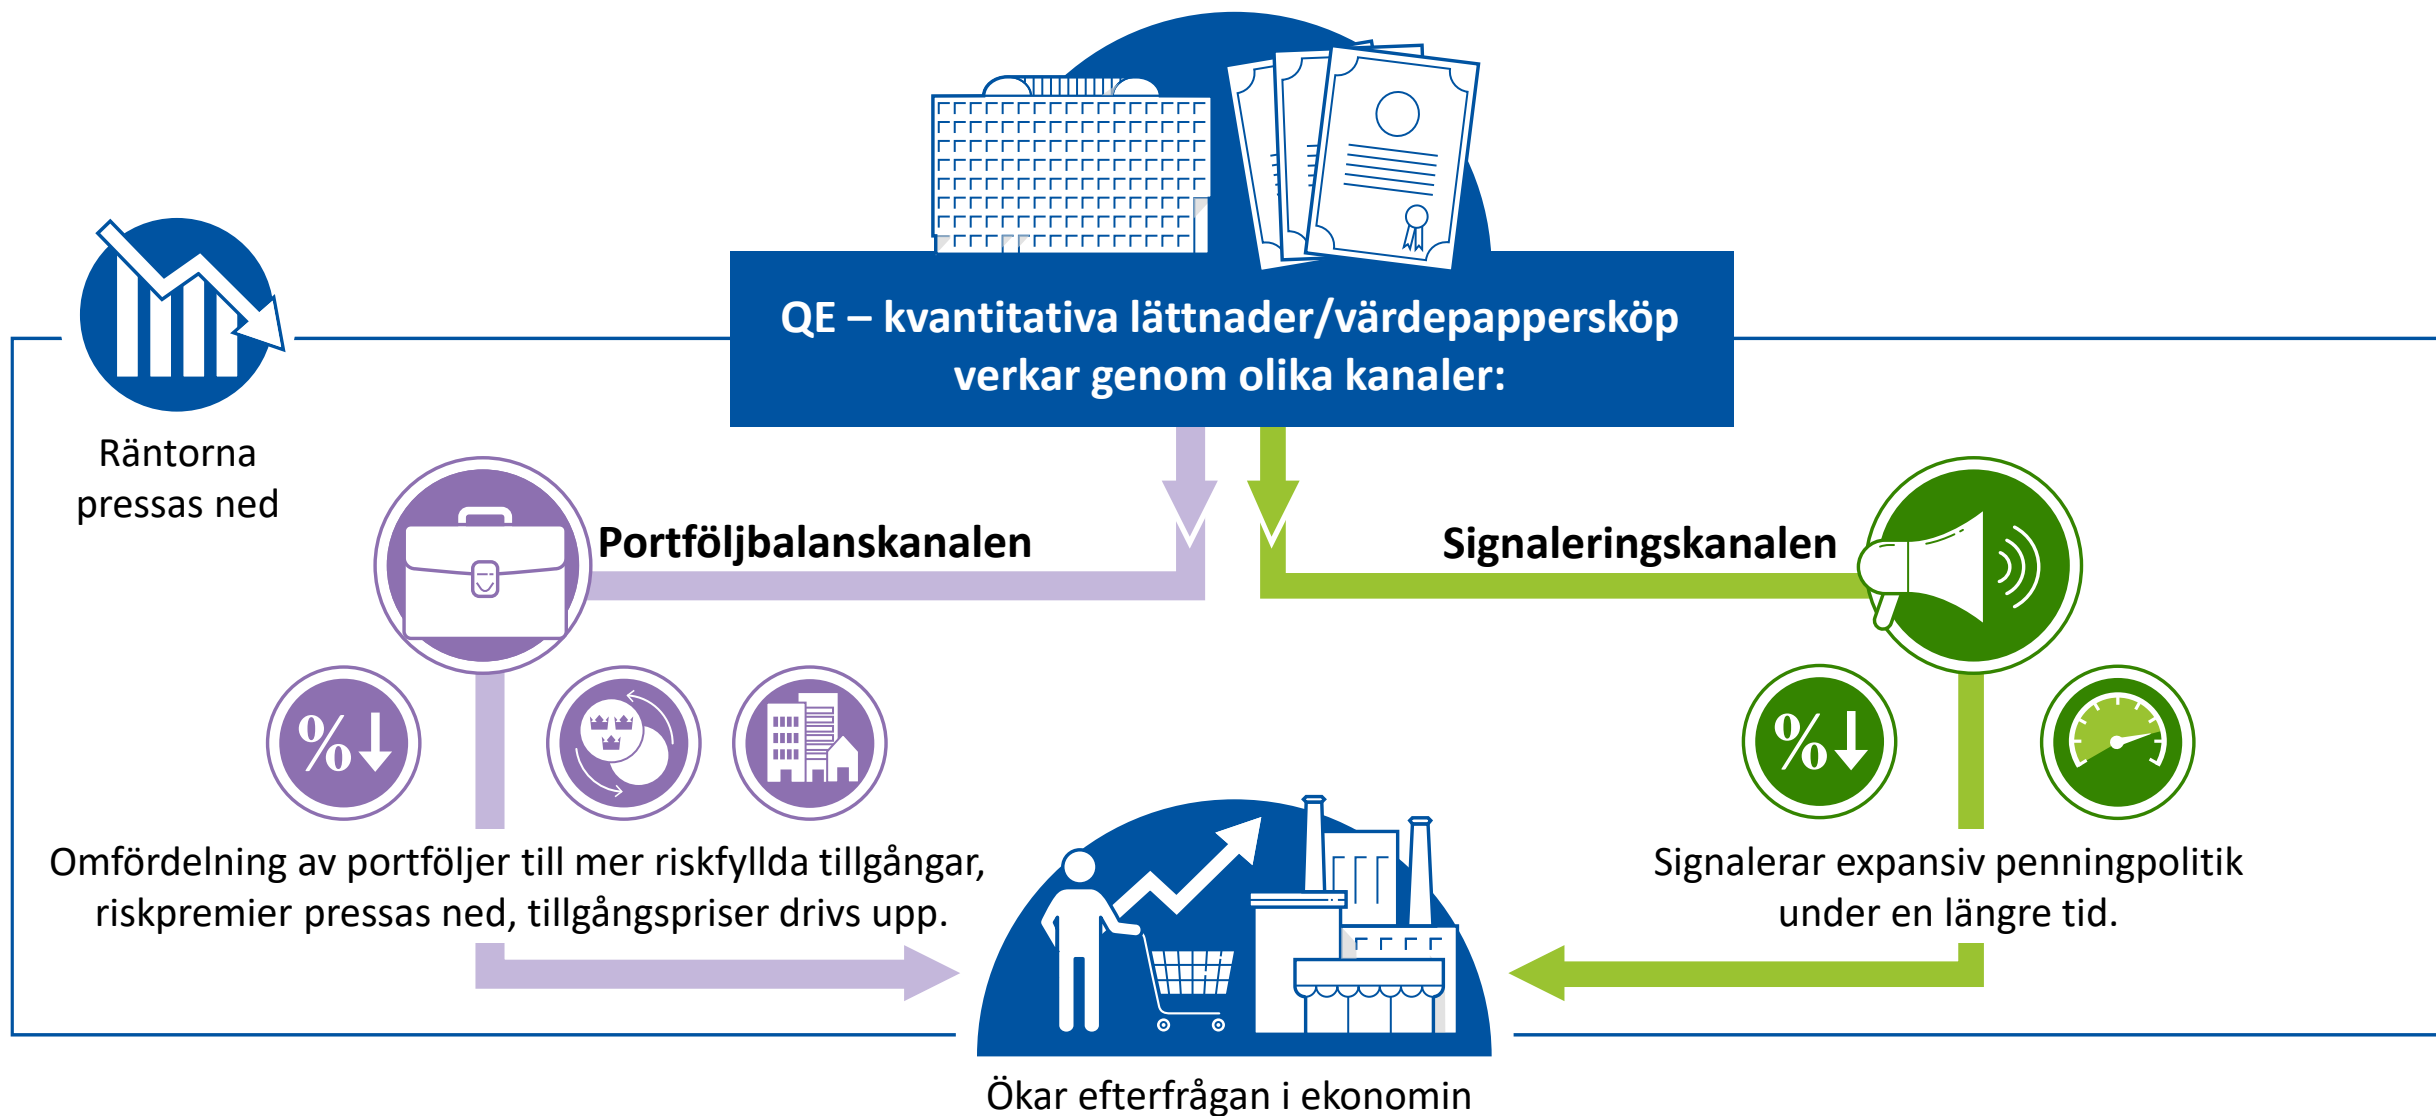 QE – kvantitativa lättnader/värdepappersköp
verkar genom olika kanaler:
Räntorna
pressas ned
Portföljbalanskanalen
Signaleringskanalen
%
%
Omfördelning av portföljer till mer riskfyllda tillgångar,
riskpremier pressas ned, tillgångspriser drivs upp.
Signalerar expansiv penningpolitik
under en längre tid.
Ökar efterfrågan i ekonomin